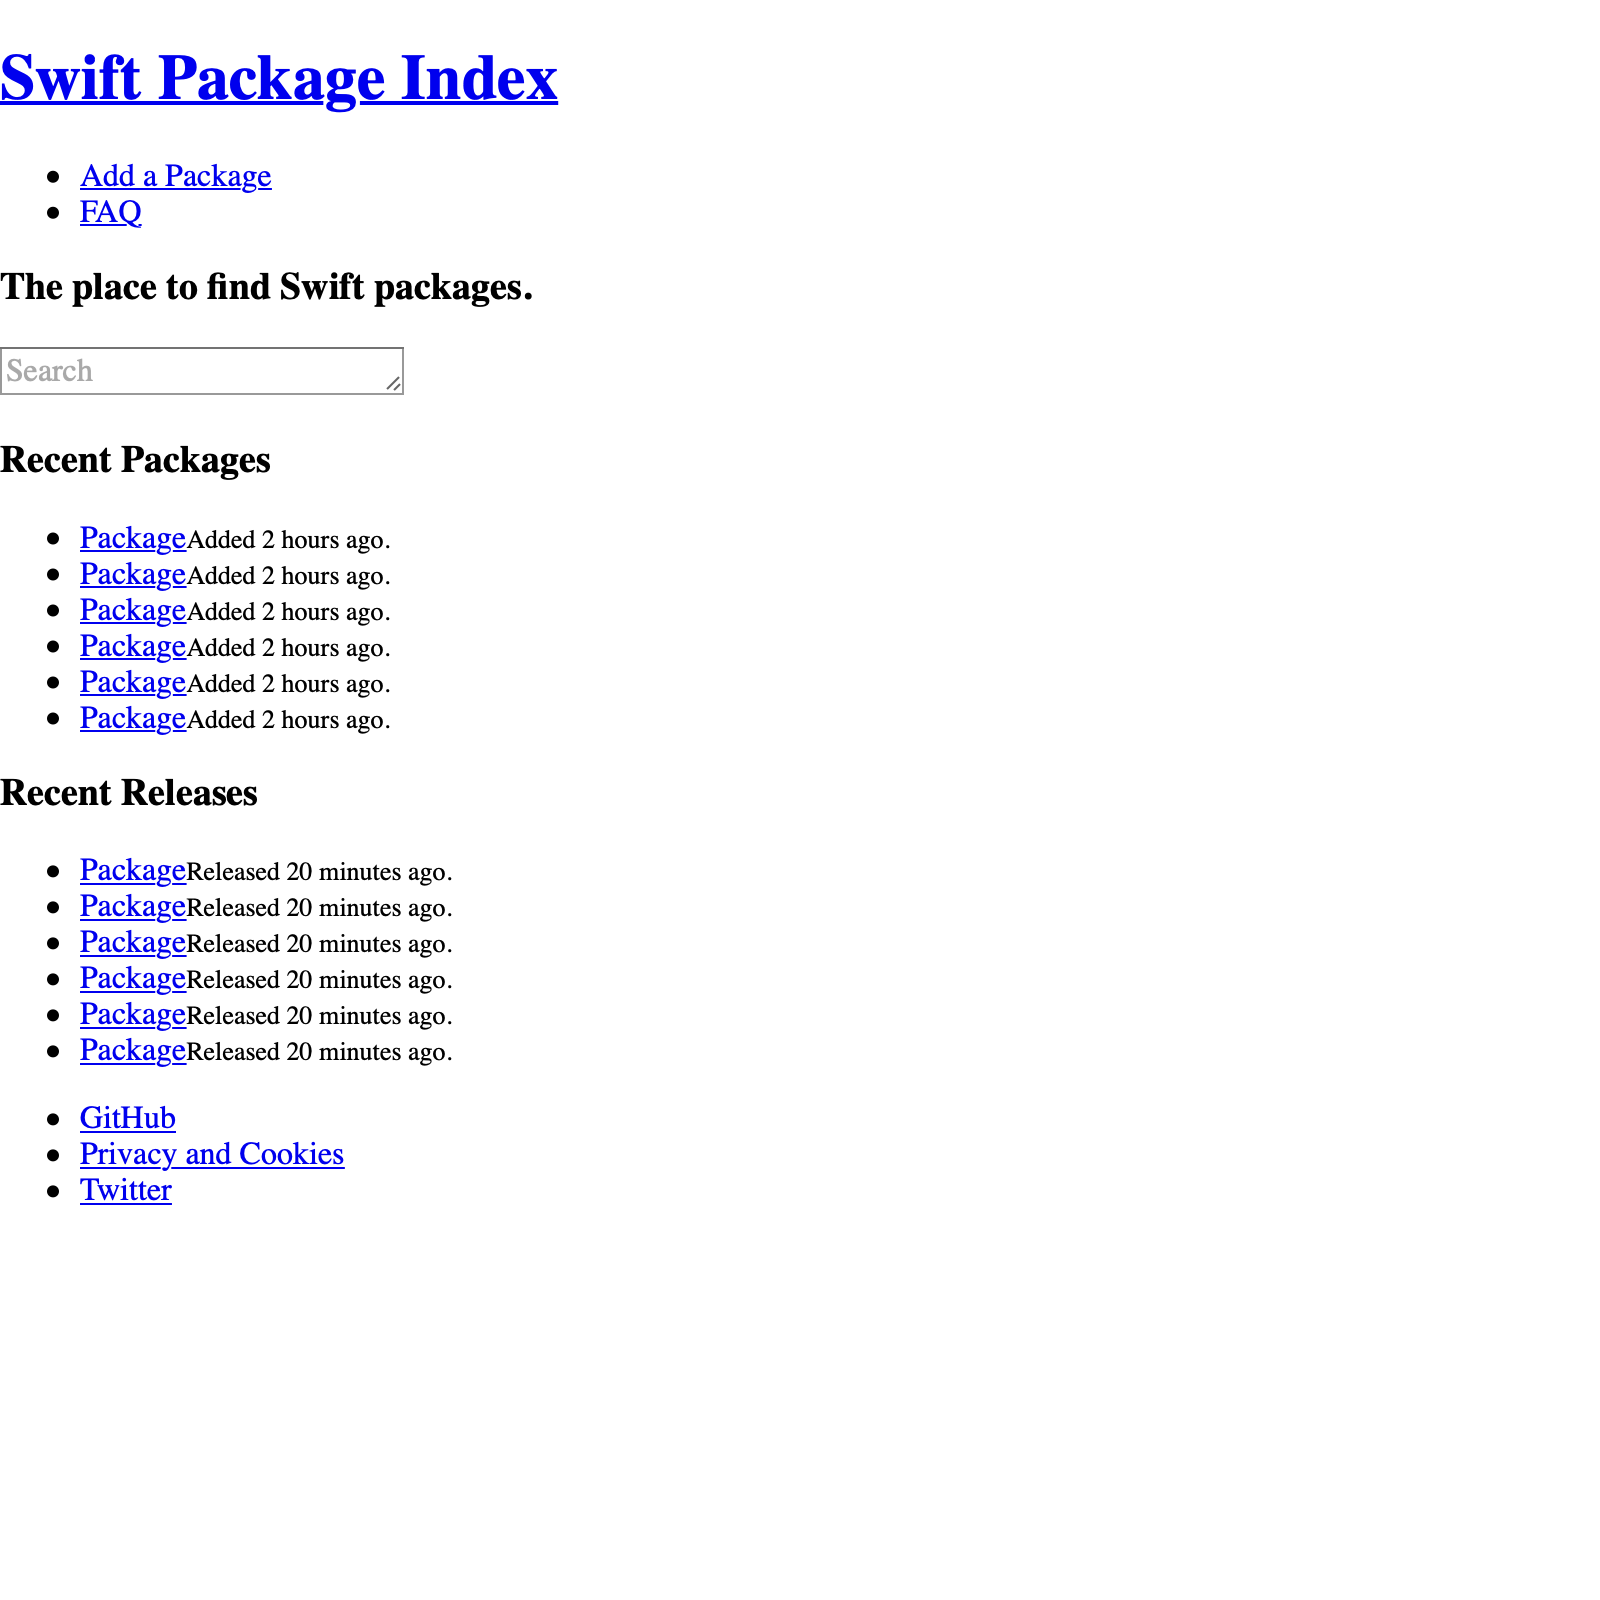 Swift Package Index
Add a Package
FAQ
The place to find Swift packages.
Search
Recent Packages
PackageAdded 2 hours ago.
PackageAdded 2 hours ago.
PackageAdded 2 hours ago.
PackageAdded 2 hours ago.
PackageAdded 2 hours ago.
PackageAdded 2 hours ago.
Recent Releases
PackageReleased 20 minutes ago.
PackageReleased 20 minutes ago.
PackageReleased 20 minutes ago.
PackageReleased 20 minutes ago.
PackageReleased 20 minutes ago.
PackageReleased 20 minutes ago.
GitHub
Privacy and Cookies
Twitter